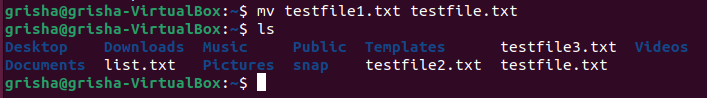 grisha@grisha-VirtualBox:~$ mv testfile1.txt testfile.txt
grisha@grisha-VirtualBox:~$ ls
Desktop Downloads Music Public Templates testfile3.txt Videos
Documents list.txt Pictures snap testfile2.txt testfile.txt
grisha@grisha-VirtualBox:~$